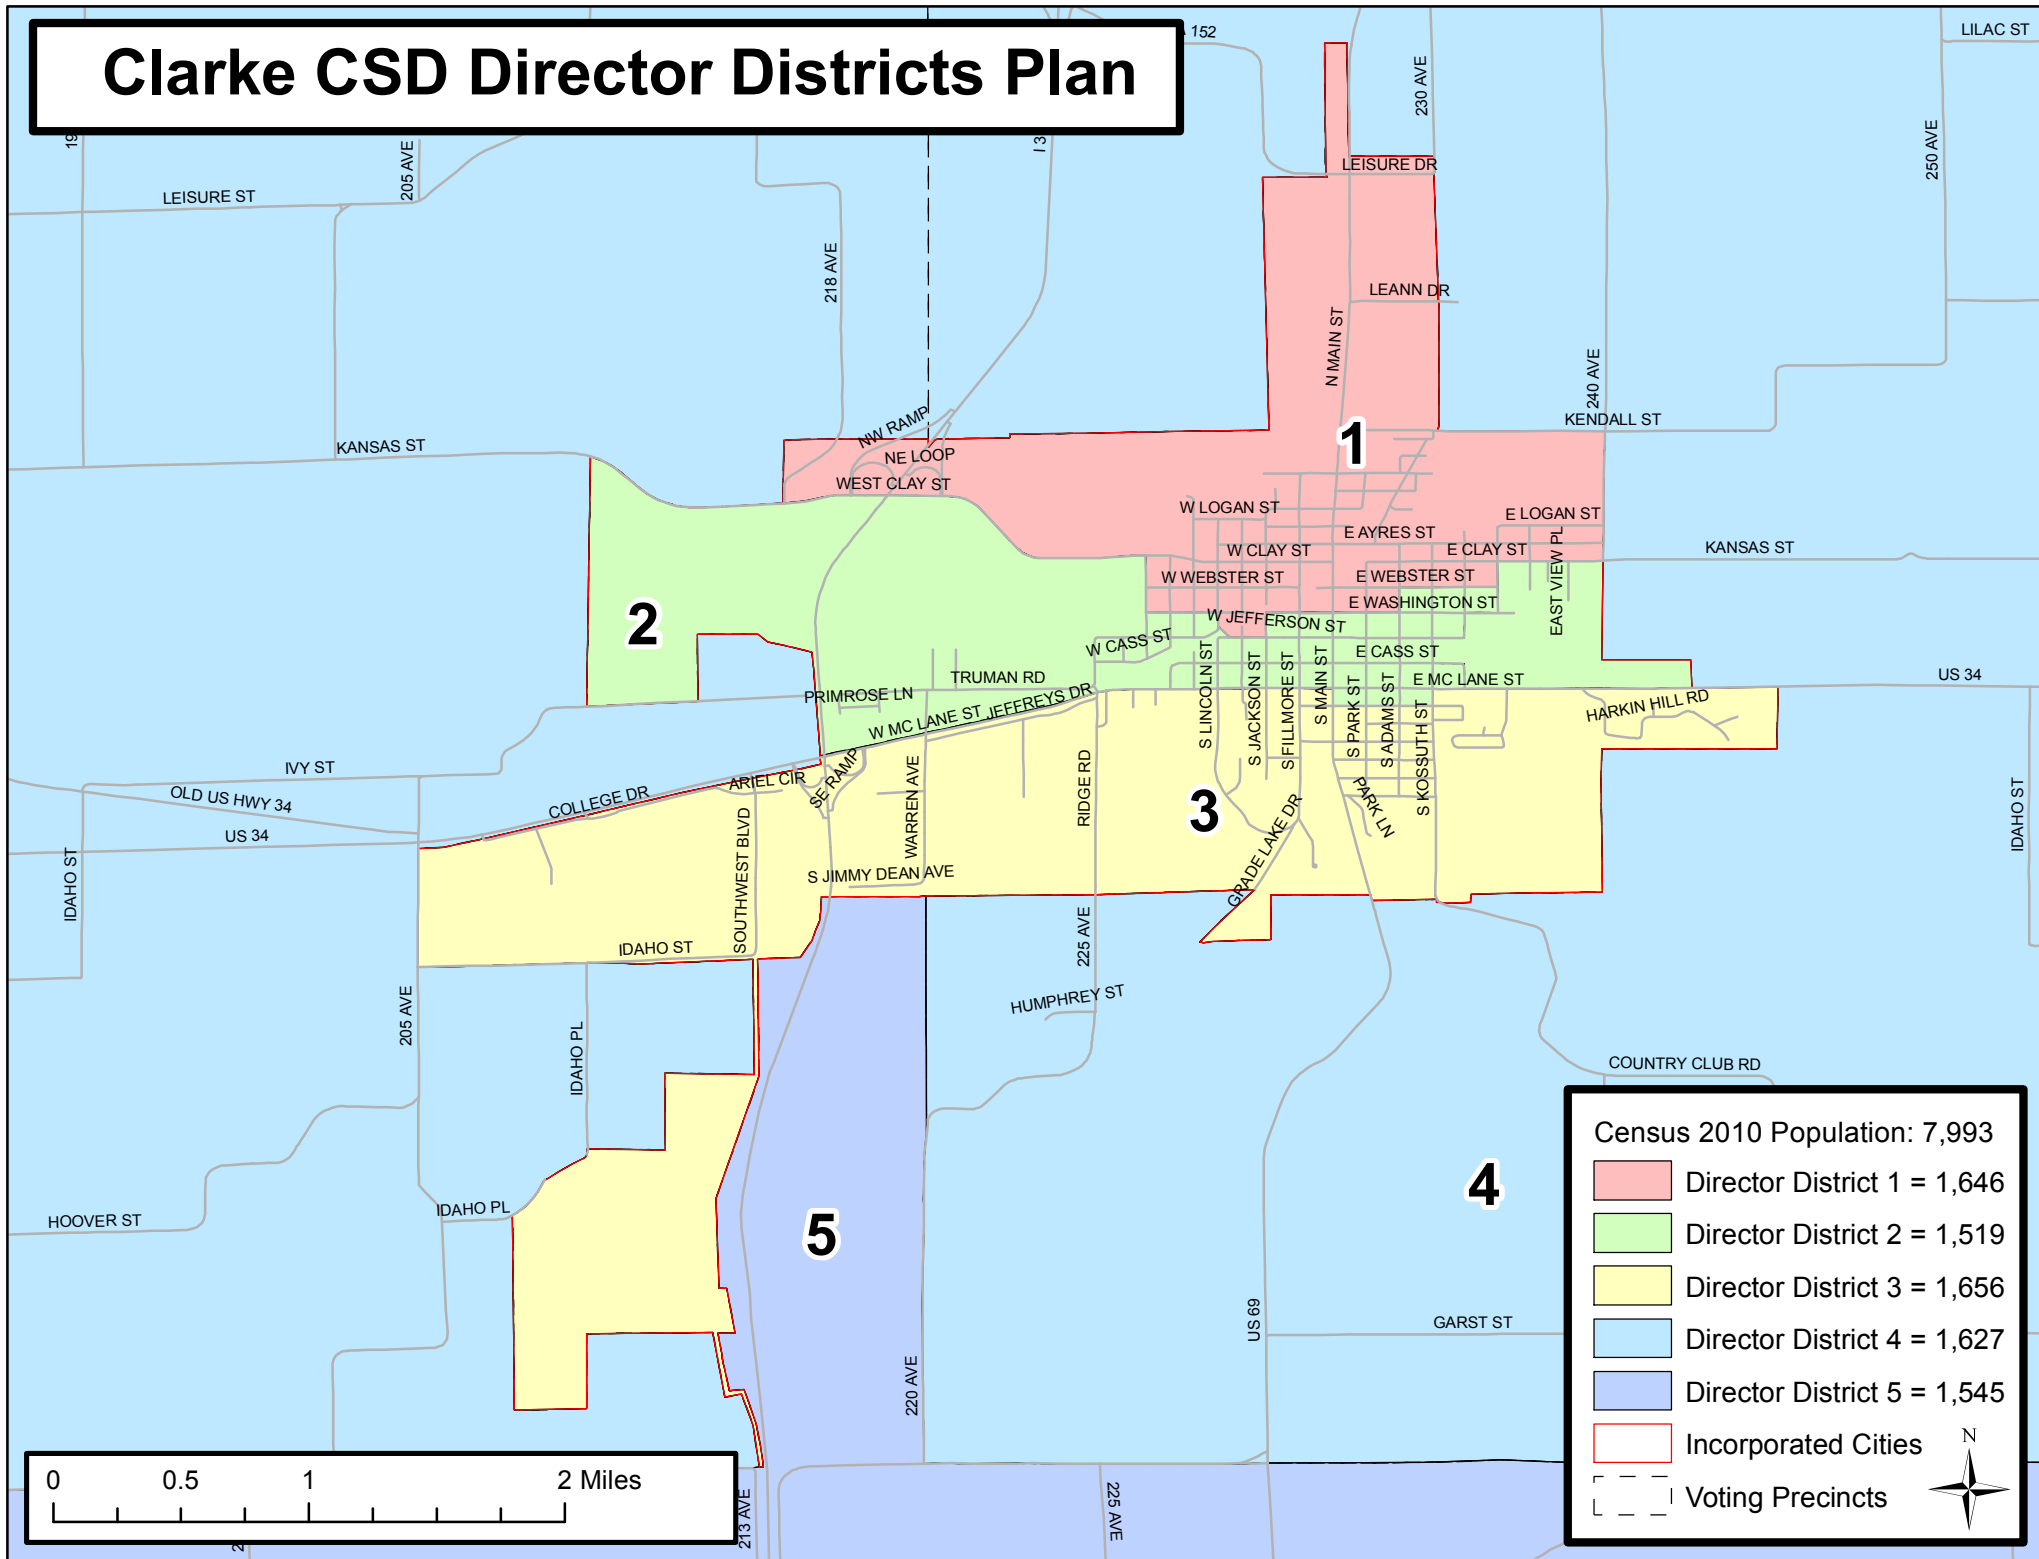 Clarke CSD Director Districts Plan
152
LILAC ST
230 AVE
250 AVE
205 AVE
LEISURE DR
LEISURE ST
218 AVE
LEANN DR
N MAIN ST
240 AVE
KENDALL ST
1
NW RAMP
KANSAS ST
NE LOOP
WEST CLAY ST
W LOGAN ST
E LOGAN ST
E AYRES ST
W CLAY ST
E CLAY ST
KANSAS ST
W WEBSTER ST
E WEBSTER ST
EAST VIEW PL
E WASHINGTON ST
2
W JEFFERSON ST
W CASS ST
E CASS ST
TRUMAN RD
PRIMROSE LN
E MC LANE ST
US 34
W MC LANE ST
JEFFREYS DR
S LINCOLN ST
S JACKSON ST
S FILLMORE ST
S MAIN ST
S PARK ST
S ADAMS ST
S KOSSUTH ST
HARKIN HILL RD
IVY ST
OLD US HWY 34
COLLEGE DR
ARIEL CIR
SE RAMP
WARREN AVE
RIDGE RD
3
PARK LN
GRADE LAKE DR
US 34
IDAHO ST
IDAHO ST
S JIMMY DEAN AVE
SOUTHWEST BLVD
IDAHO ST
225 AVE
205 AVE
HUMPHREY ST
IDAHO PL
COUNTRY CLUB RD
IDAHO PL
HOOVER ST
5
4
US 69
GARST ST
220 AVE
213 AVE
225 AVE
Census 2010 Population: 7,993
Director District 1 = 1,646
Director District 2 = 1,519
Director District 3 = 1,656
Director District 4 = 1,627
Director District 5 = 1,545
Incorporated Cities
Voting Precincts
N
0 0.5 1 2 Miles